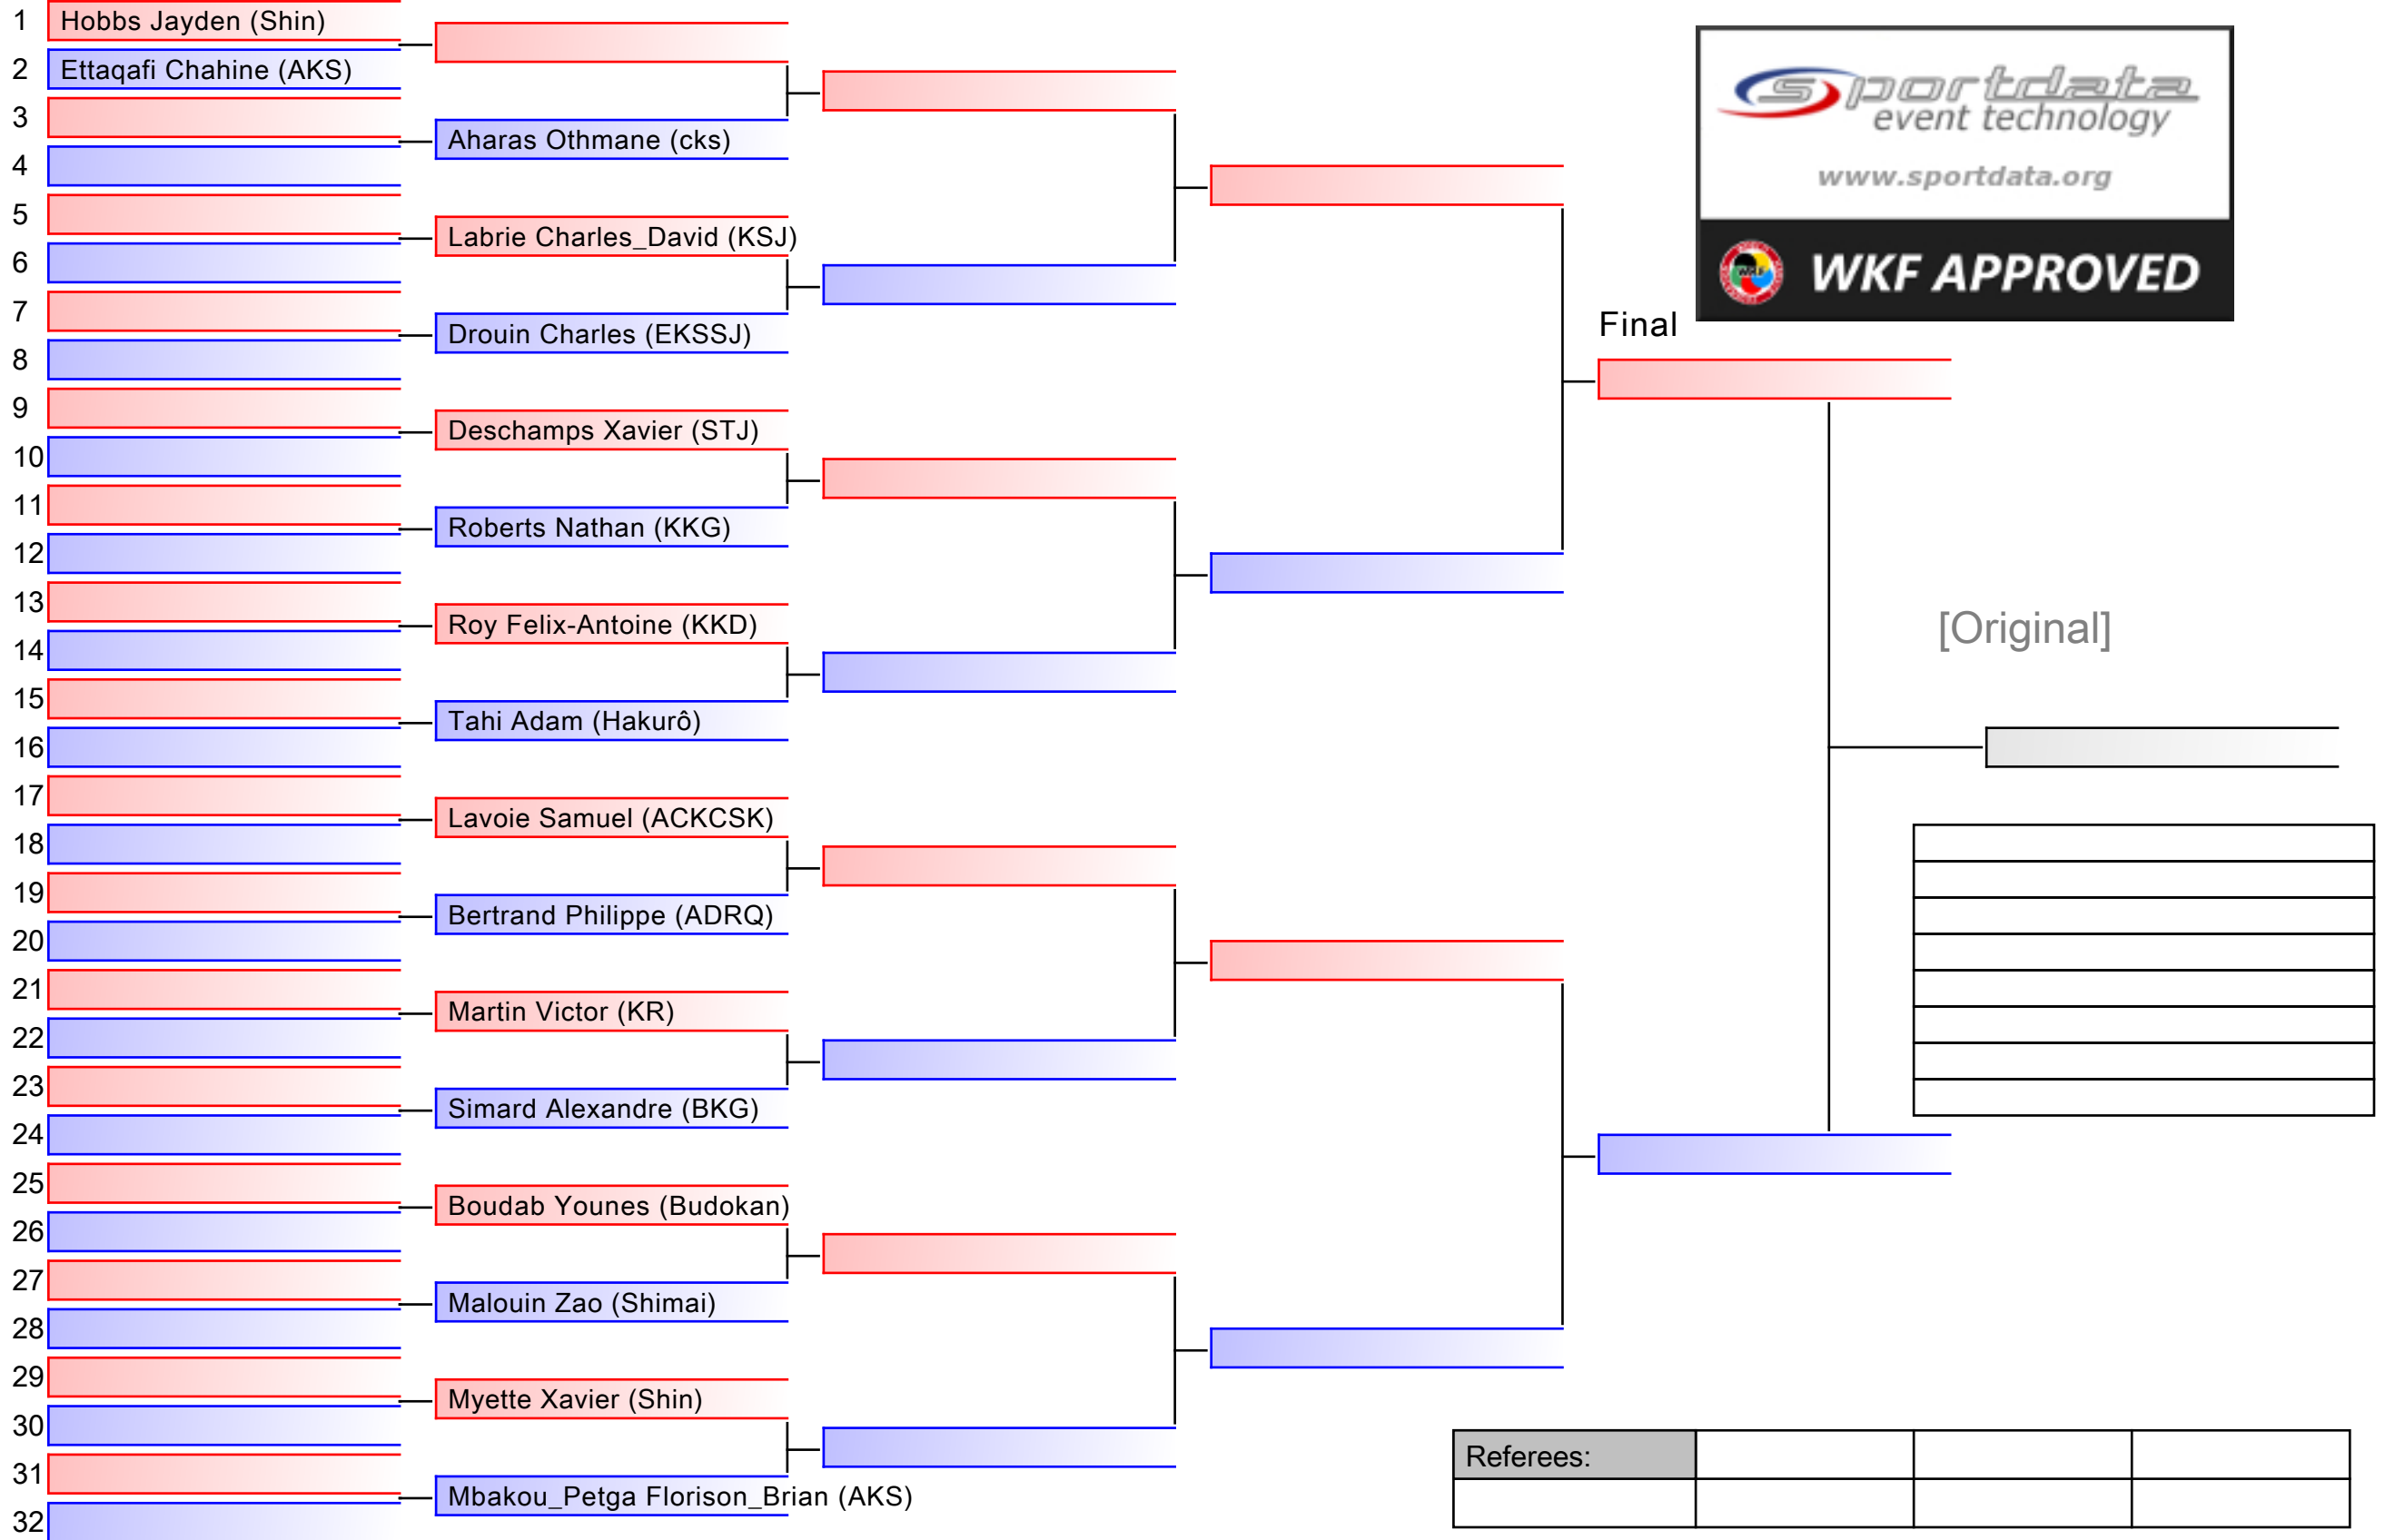 1 Hobbs Jayden (Shin)
2 Ettaqafi Chahine (AKS)
3
Aharas Othmane (cks)
4
5
Labrie Charles_David (KSJ)
6
7
Drouin Charles (EKSSJ)
8
9
Deschamps Xavier (STJ)
10
11
Roberts Nathan (KKG)
12
13
Roy Felix-Antoine (KKD)
14
15
Tahi Adam (Hakurô)
16
17
Lavoie Samuel (ACKCSK)
18
19
Bertrand Philippe (ADRQ)
20
21
Martin Victor (KR)
22
23
Simard Alexandre (BKG)
24
25
Boudab Younes (Budokan)
26
27
Malouin Zao (Shimai)
28
29
Myette Xavier (Shin)
30
31
Mbakou_Petga Florison_Brian (AKS)
32
sportdata
event technology
www.sportdata.org
WKF
WKF APPROVED
Final
[Original]
Referees: